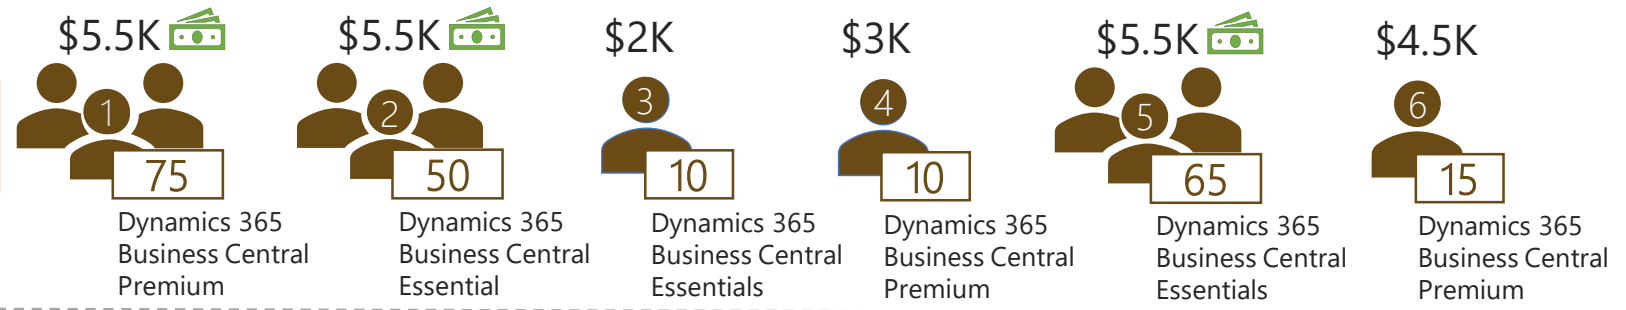 $5.5K
1
75
Dynamics 365
Business Central
Premium
$5.5K
2
50
Dynamics 365
Business Central
Essential
$2K
3
10
Dynamics 365
Business Central
Essentials
$3K
4
10
Dynamics 365
Business Central
Premium
$5.5K
5
65
Dynamics 365
Business Central
Essentials
$4.5K
6
15
Dynamics 365
Business Central
Premium